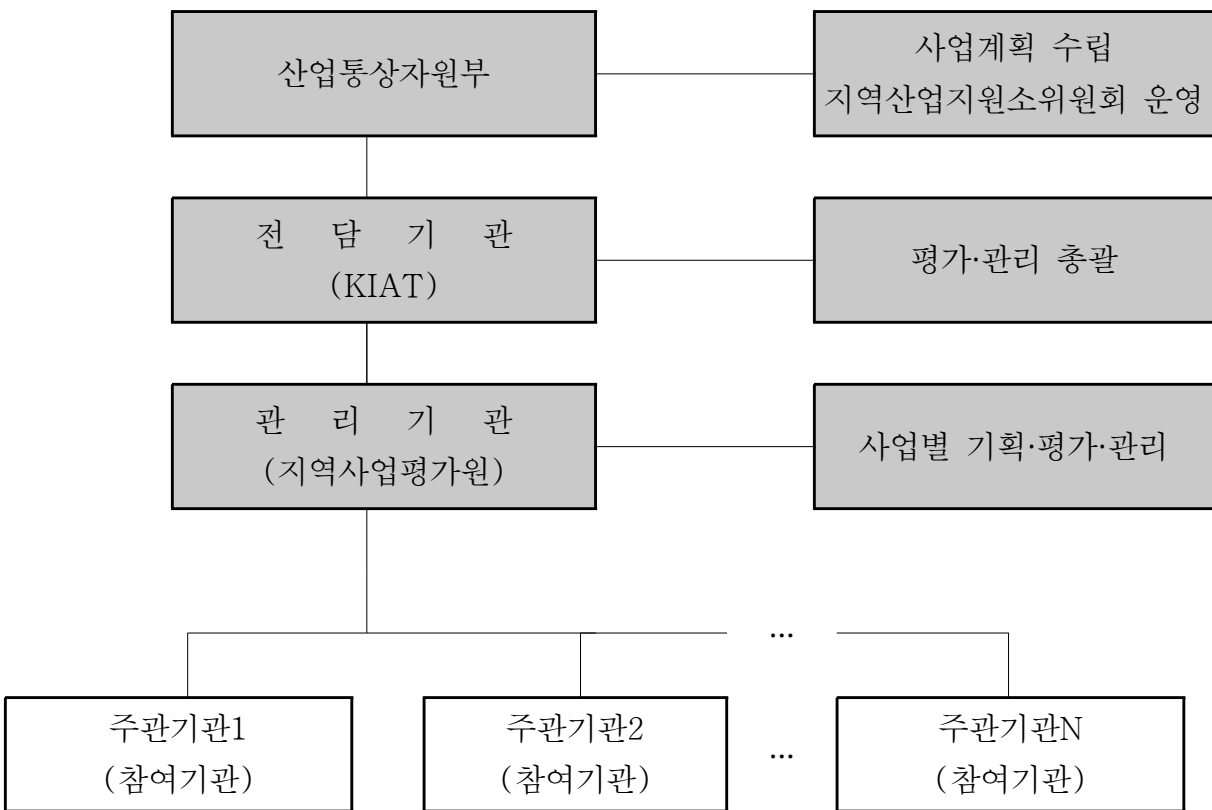 산업통상자원부
사업계획 수립
지역산업지원소위원회 운영
전 담 기 관
(KIAT)
평가·관리 총괄
관 리 기 관
(지역사업평가원)
사업별 기획·평가·관리
...
주관기관1
(참여기관)
주관기관2
(참여기관)
...
주관기관N
(참여기관)